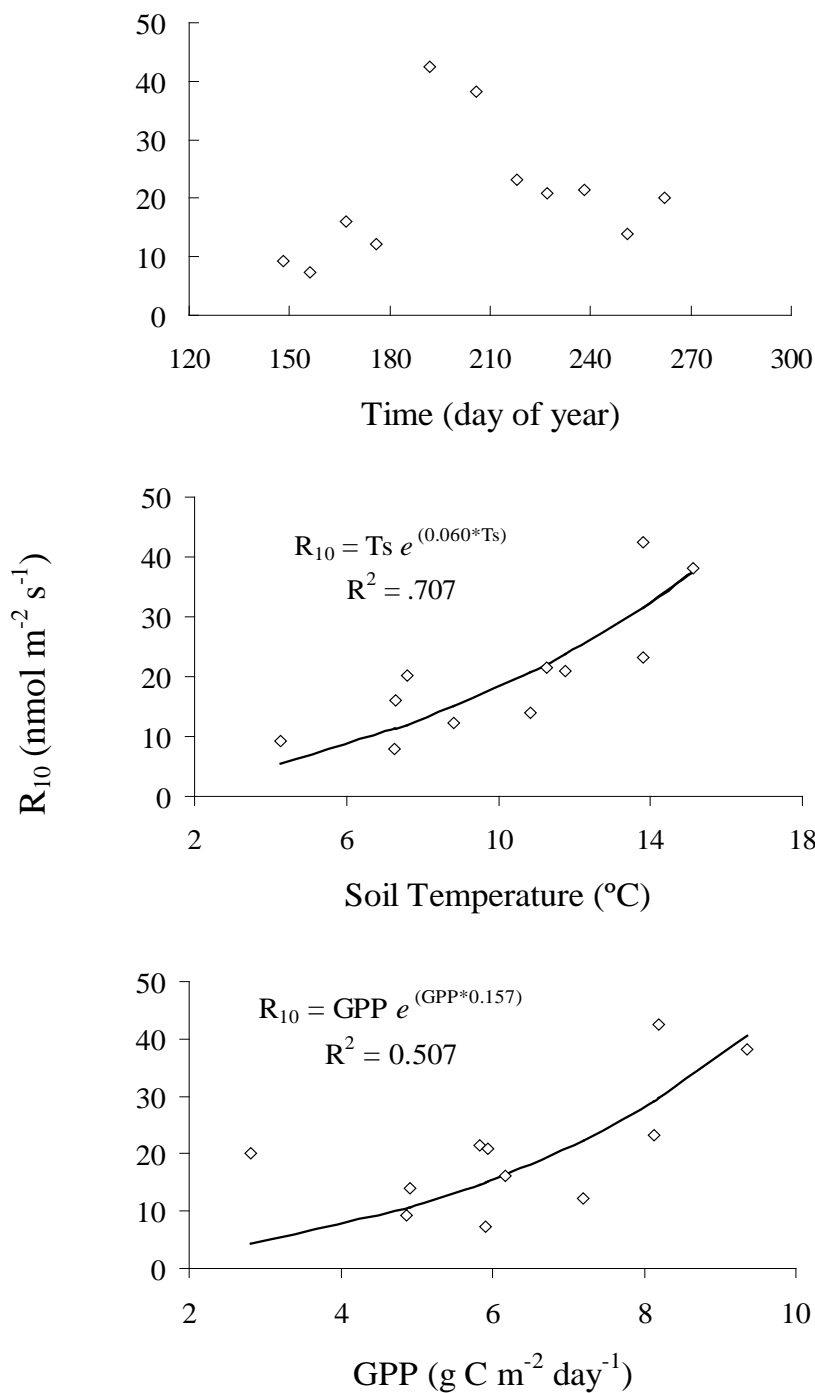 50
40
30
20
10
0
120 150 180 210 240 270 300
Time (day of year)
R₁₀ (nmol m⁻² s⁻¹)
50
40
30
20
10
0
R₁₀ = Ts e^(0.060*Ts)
R² = .707
2 6 10 14 18
Soil Temperature (ºC)
50
40
30
20
10
0
R₁₀ = GPP e^(GPP*0.157)
R² = 0.507
2 4 6 8 10
GPP (g C m⁻² day⁻¹)